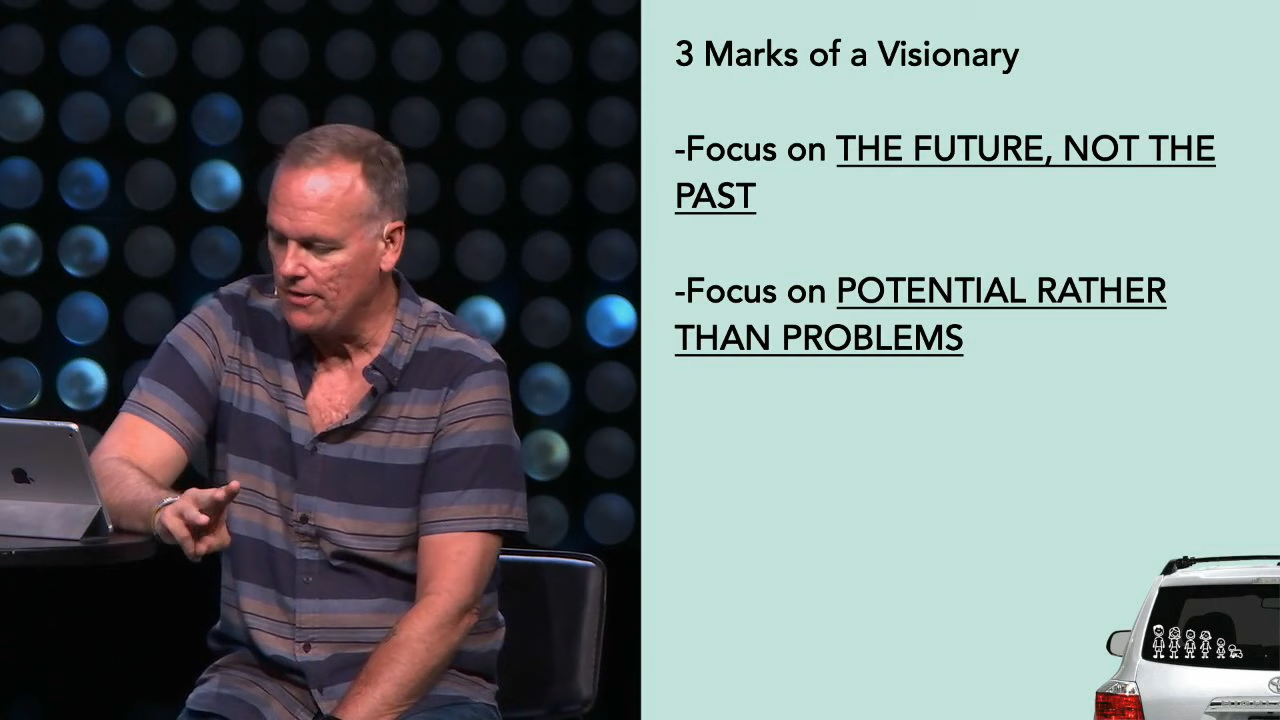 3 Marks of a Visionary
-Focus on THE FUTURE, NOT THE
PAST
-Focus on POTENTIAL RATHER
THAN PROBLEMS